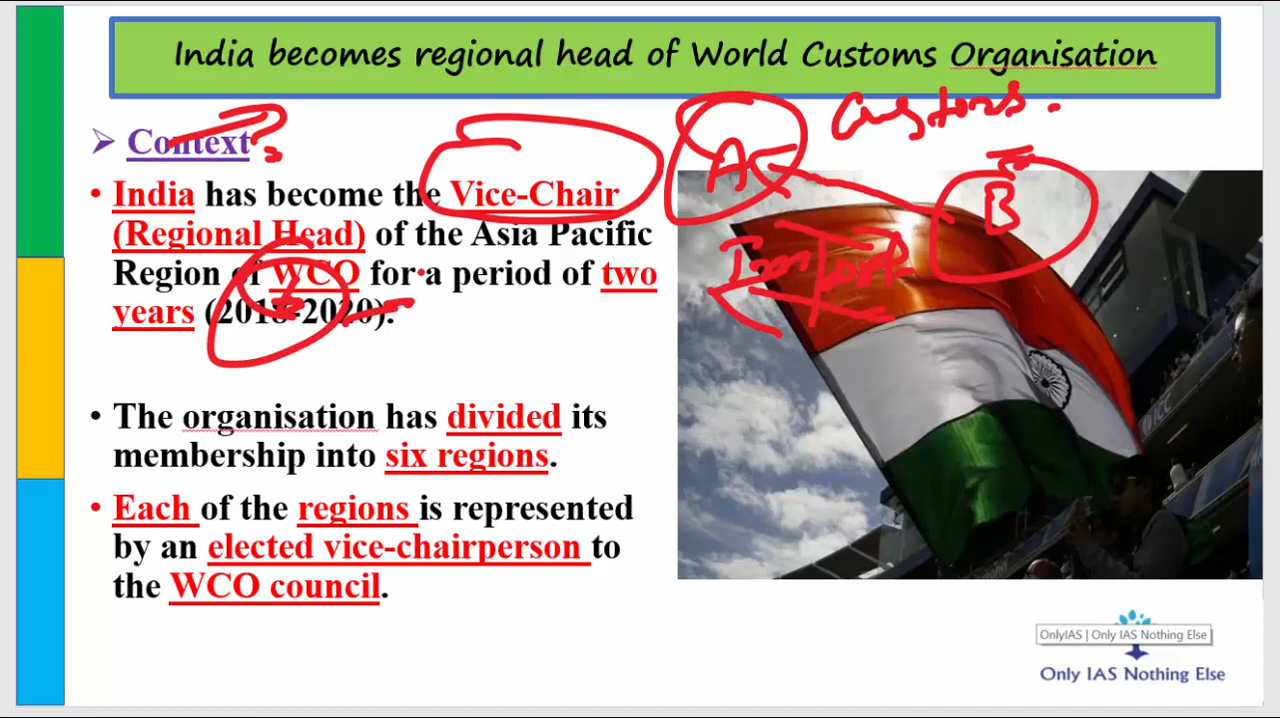 India becomes regional head of World Customs Organisation
Customs.
Context
?
A
B
• India has become the Vice-Chair
(Regional Head) of the Asia Pacific
Region of WCO for a period of two
years (2018-2020).
Import
• The organisation has divided its
membership into six regions.
• Each of the regions is represented
by an elected vice-chairperson to
the WCO council.
OnlyIAS | Only IAS Nothing Else
Only IAS Nothing Else